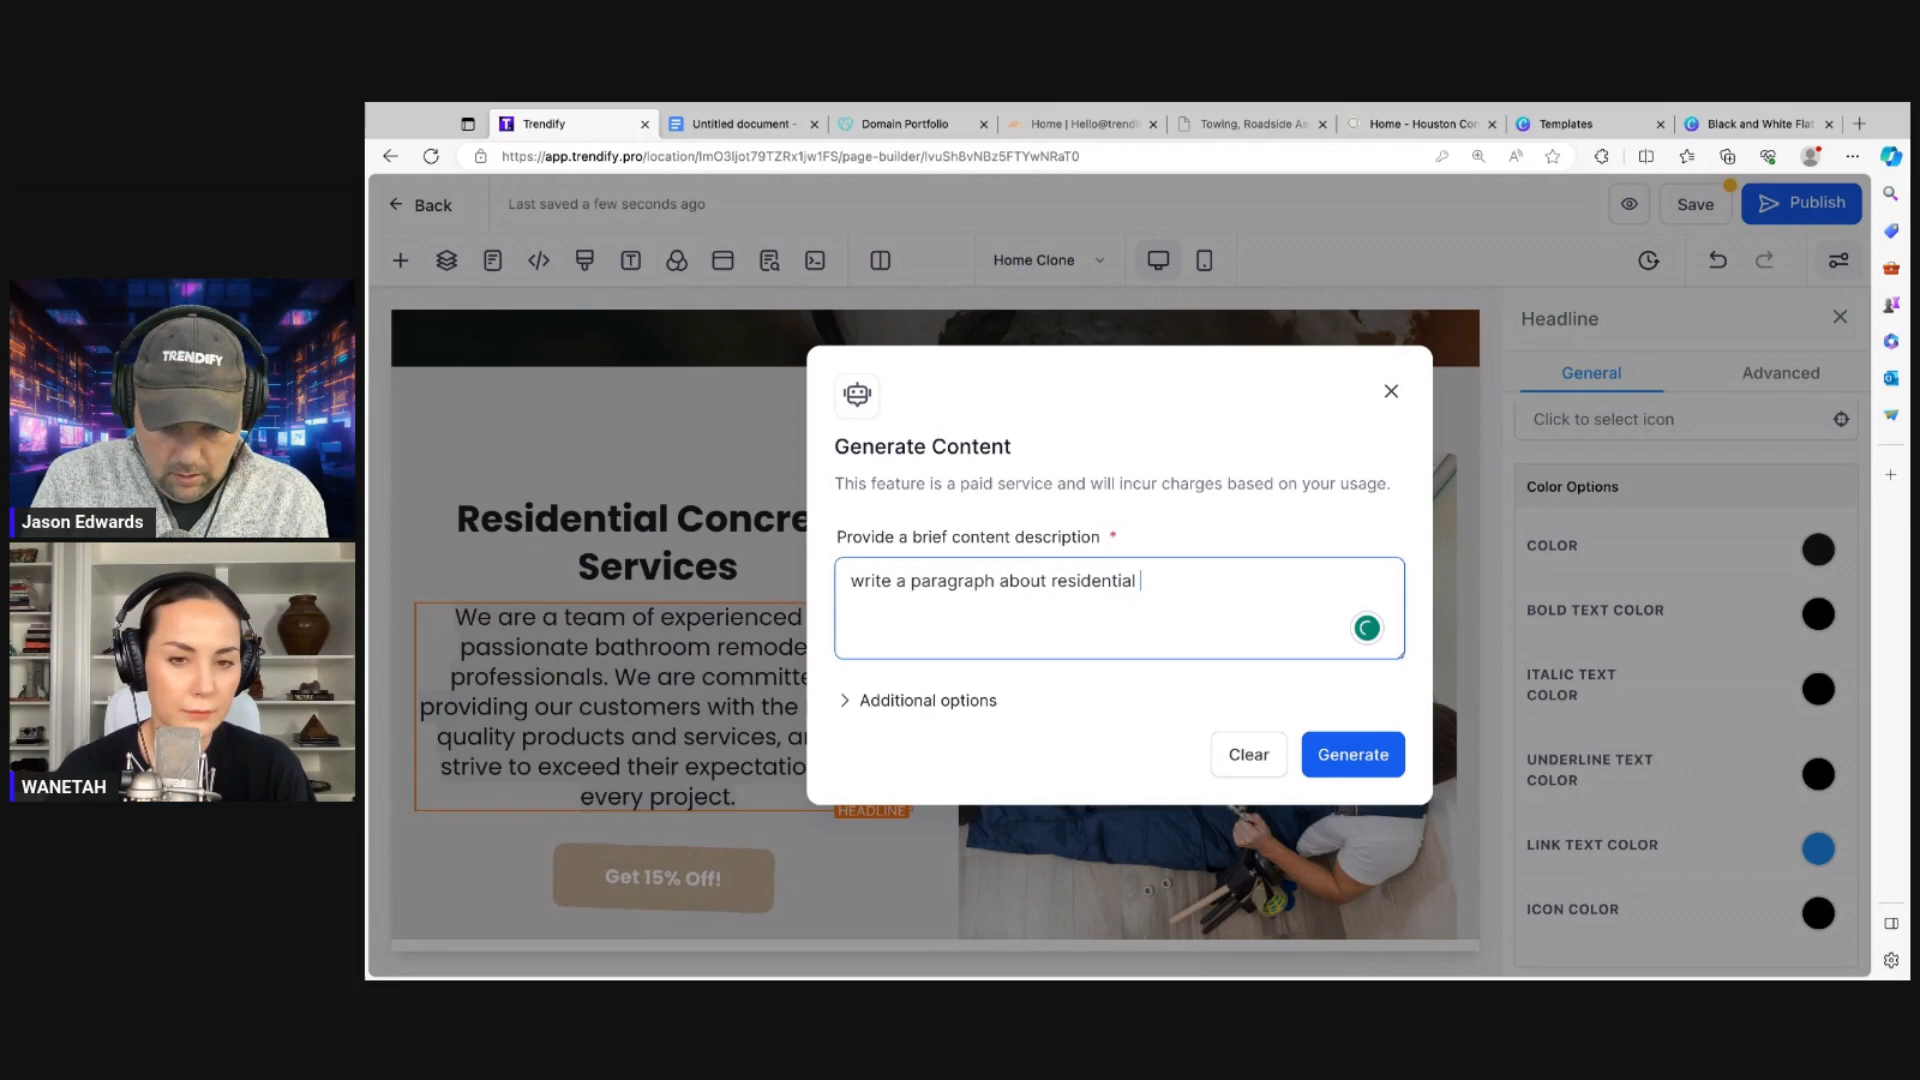 Trendify
Untitled document -
Domain Portfolio
Home | Hello@trendi
Towing, Roadside As
Home - Houston Con
Templates
Black and White Flat
https://app.trendify.pro/location/ImO3Ijot79TZRx1jw1FS/page-builder/lvuSh8vNBz5FTYwNRaT0
Back
Last saved a few seconds ago
Save
Publish
Home Clone
Headline
General
Advanced
Click to select icon
Color Options
COLOR
BOLD TEXT COLOR
ITALIC TEXT
COLOR
UNDERLINE TEXT
COLOR
LINK TEXT COLOR
ICON COLOR
Generate Content
This feature is a paid service and will incur charges based on your usage.
Provide a brief content description *
write a paragraph about residential
Additional options
Clear
Generate
Residential Concre
Services
We are a team of experienced
passionate bathroom remode
professionals. We are committe
providing our customers with the
quality products and services, an
strive to exceed their expectatio
every project.
HEADLINE
Get 15% Off!
TRENDIFY
Jason Edwards
WANETAH